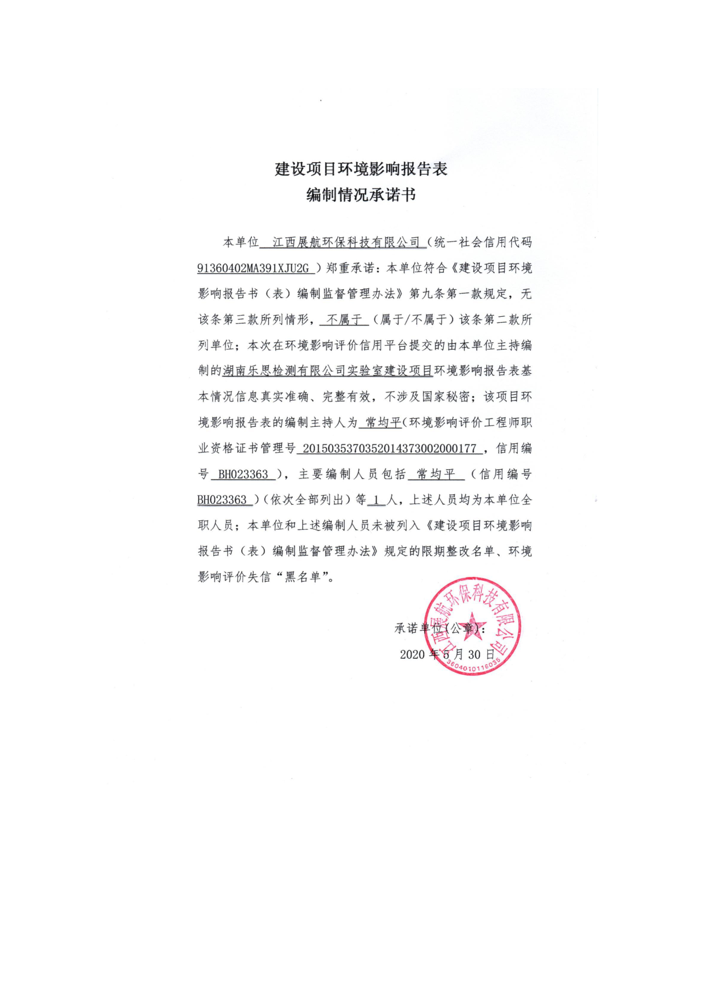 建设项目环境影响报告表
编制情况承诺书
本单位 江西展航环保科技有限公司（统一社会信用代码
91360402MA391XJU2G ）郑重承诺：本单位符合《建设项目环境
影响报告书（表）编制监督管理办法》第九条第一款规定，无
该条第三款所列情形， 不属于 （属于/不属于）该条第二款所
列单位；本次在环境影响评价信用平台提交的由本单位主持编
制的湖南乐思检测有限公司实验室建设项目环境影响报告表基
本情况信息真实准确、完整有效，不涉及国家秘密；该项目环
境影响报告表的编制主持人为 常均平（环境影响评价工程师职
业资格证书管理号 2015035370352014373002000177 ，信用编
号 BH023363 ），主要编制人员包括 常均平 （信用编号
BH023363 ）（依次全部列出）等 1 人，上述人员均为本单位全
职人员；本单位和上述编制人员未被列入《建设项目环境影响
报告书（表）编制监督管理办法》规定的限期整改名单、环境
影响评价失信“黑名单”。
江西展航环保科技有限公司
承诺单位(公章)：
2020 年 5 月 30 日
3604010116035